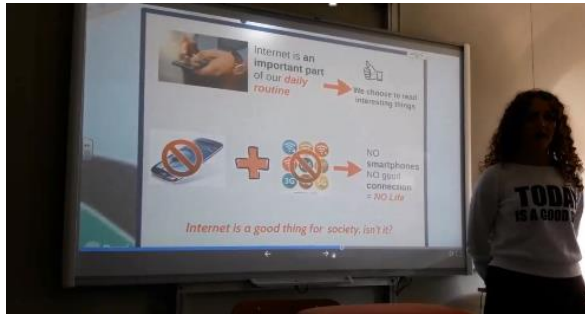 Internet is an
important part
of our daily
routine
We choose to read
interesting things
3G
NO
smartphones
NO good
connection
= NO Life
Internet is a good thing for society, isn't it?
TODAY
IS A GOOD